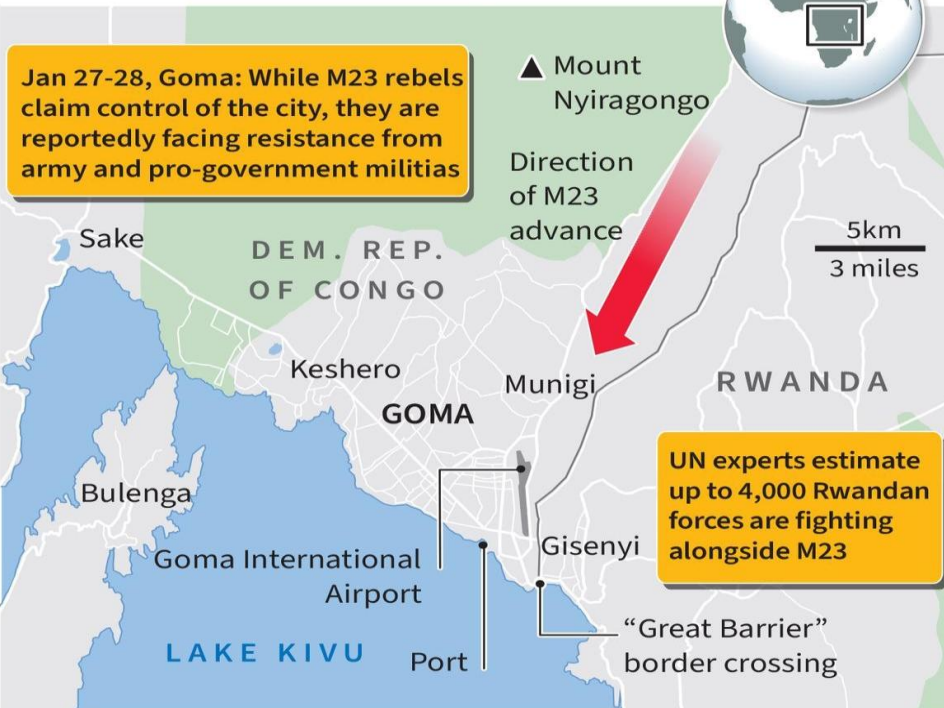 Jan 27-28, Goma: While M23 rebels
claim control of the city, they are
reportedly facing resistance from
army and pro-government militias
Mount
Nyiragongo
Direction
of M23
advance
5km
3 miles
Sake
DEM. REP.
OF CONGO
Keshero
Munigi
RWANDA
GOMA
UN experts estimate
up to 4,000 Rwandan
forces are fighting
alongside M23
Bulenga
Goma International
Airport
Gisenyi
"Great Barrier"
border crossing
LAKE KIVU
Port